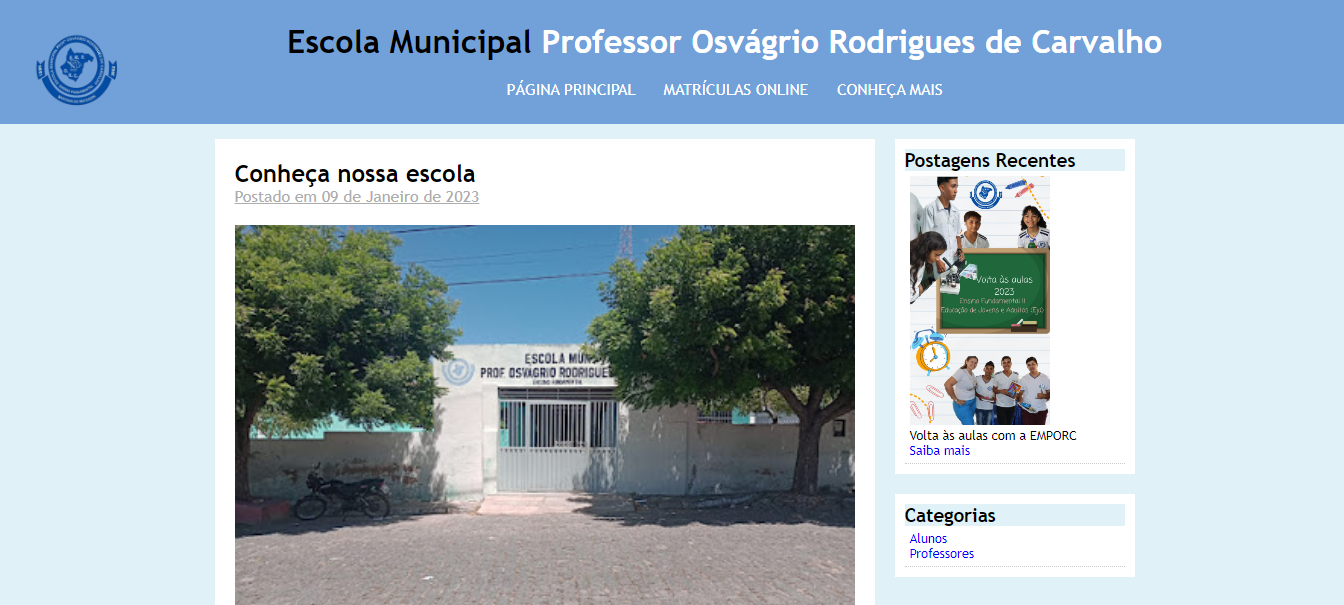 Escola Municipal Professor Osvágrio Rodrigues de Carvalho
PÁGINA PRINCIPAL MATRÍCULAS ONLINE CONHEÇA MAIS
Conheça nossa escola
Postado em 09 de Janeiro de 2023
ESCOLA
PROF OSVAGRIO
ENSINO FUNDAMENTAL
Postagens Recentes
Volta às aulas
2023
Ensino Fundamental II
Educação de Jovens e Adultos (Eja)
Volta às aulas com a EMPORC
Saiba mais
Categorias
Alunos
Professores